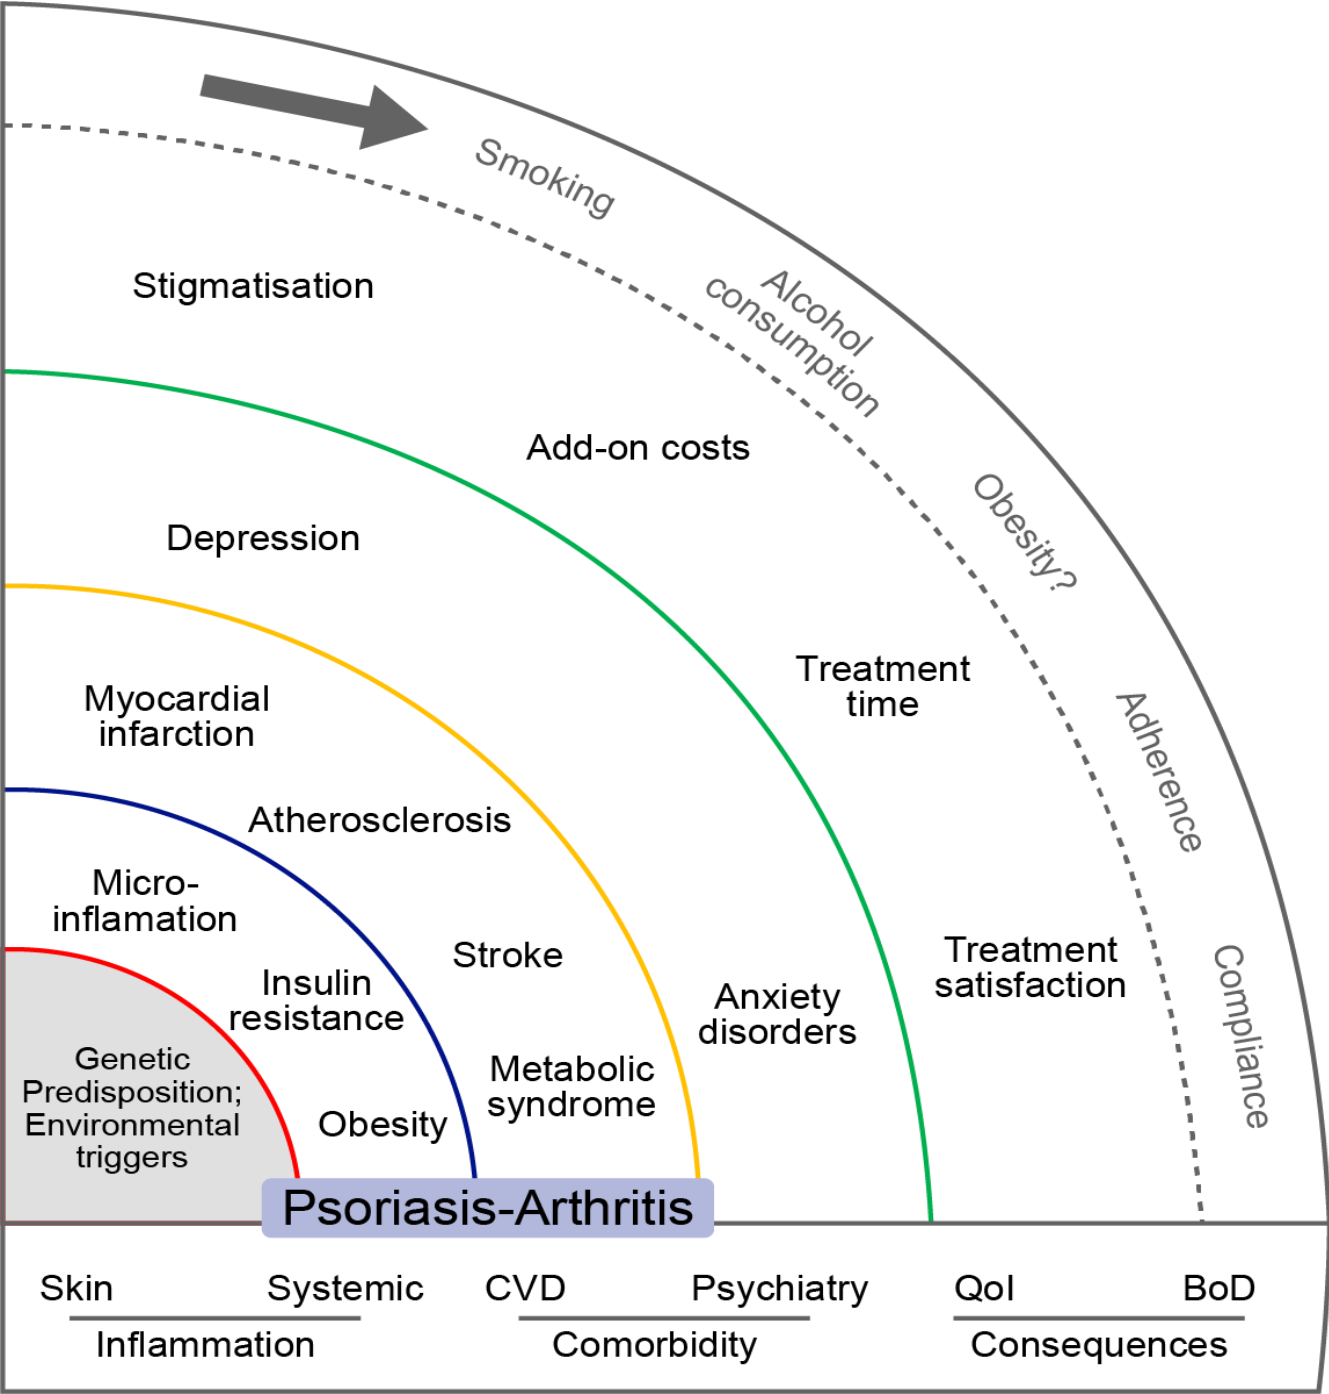 Smoking
Alcohol
consumption
Obesity?
Adherence
Compliance
Stigmatisation
Add-on costs
Treatment
time
Treatment
satisfaction
Depression
Anxiety
disorders
Myocardial
infarction
Atherosclerosis
Stroke
Metabolic
syndrome
Micro-
inflamation
Insulin
resistance
Obesity
Genetic
Predisposition;
Environmental
triggers
Psoriasis-Arthritis
Skin Systemic CVD Psychiatry Qol BoD
Inflammation Comorbidity Consequences